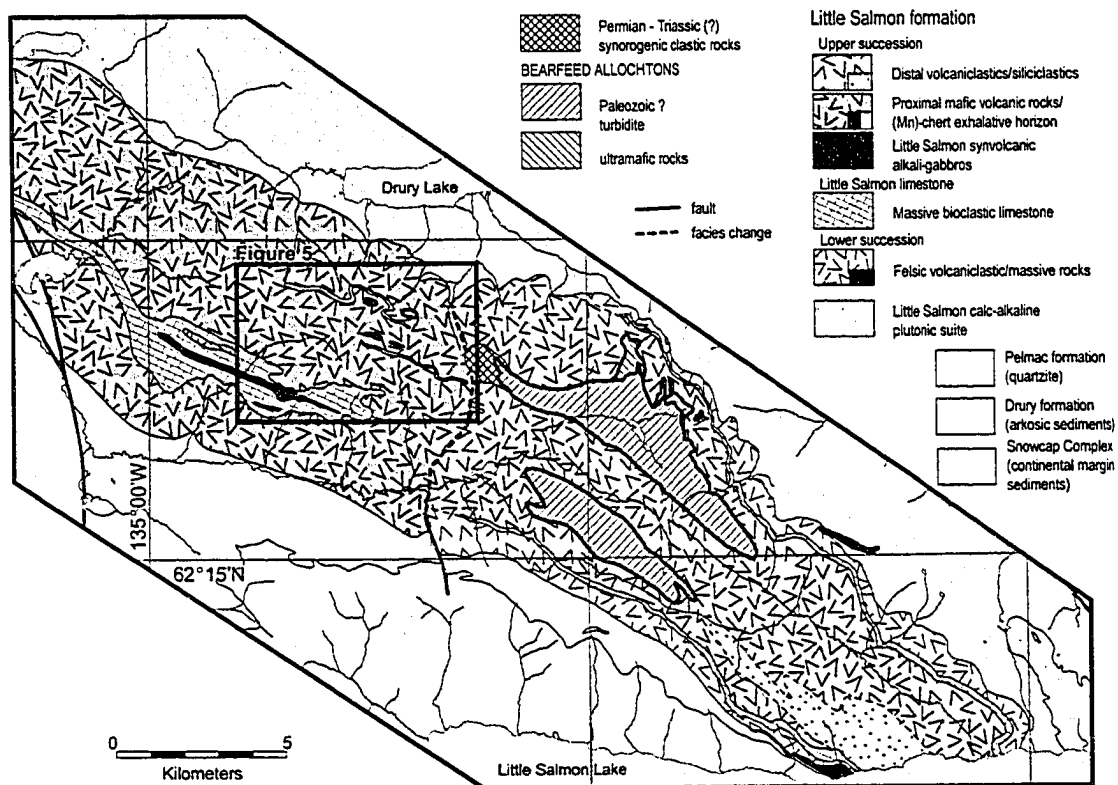 Permian - Triassic (?)
synorogenic clastic rocks
BEARFEED ALLOCHTONS
Paleozoic ?
turbidite
ultramafic rocks
fault
facies change
Little Salmon formation
Upper succession
Distal volcaniclastics/siliciclastics
Proximal mafic volcanic rocks/
(Mn)-chert exhalative horizon
Little Salmon synvolcanic
alkali-gabbros
Little Salmon limestone
Massive bioclastic limestone
Lower succession
Felsic volcaniclastic/massive rocks
Little Salmon calc-alkaline
plutonic suite
Pelmac formation
(quartzite)
Drury formation
(arkosic sediments)
Snowcap Complex
(continental margin
sediments)
Drury Lake
Figure 5
135°00'W
62°15'N
0 5
Kilometers
Little Salmon Lake